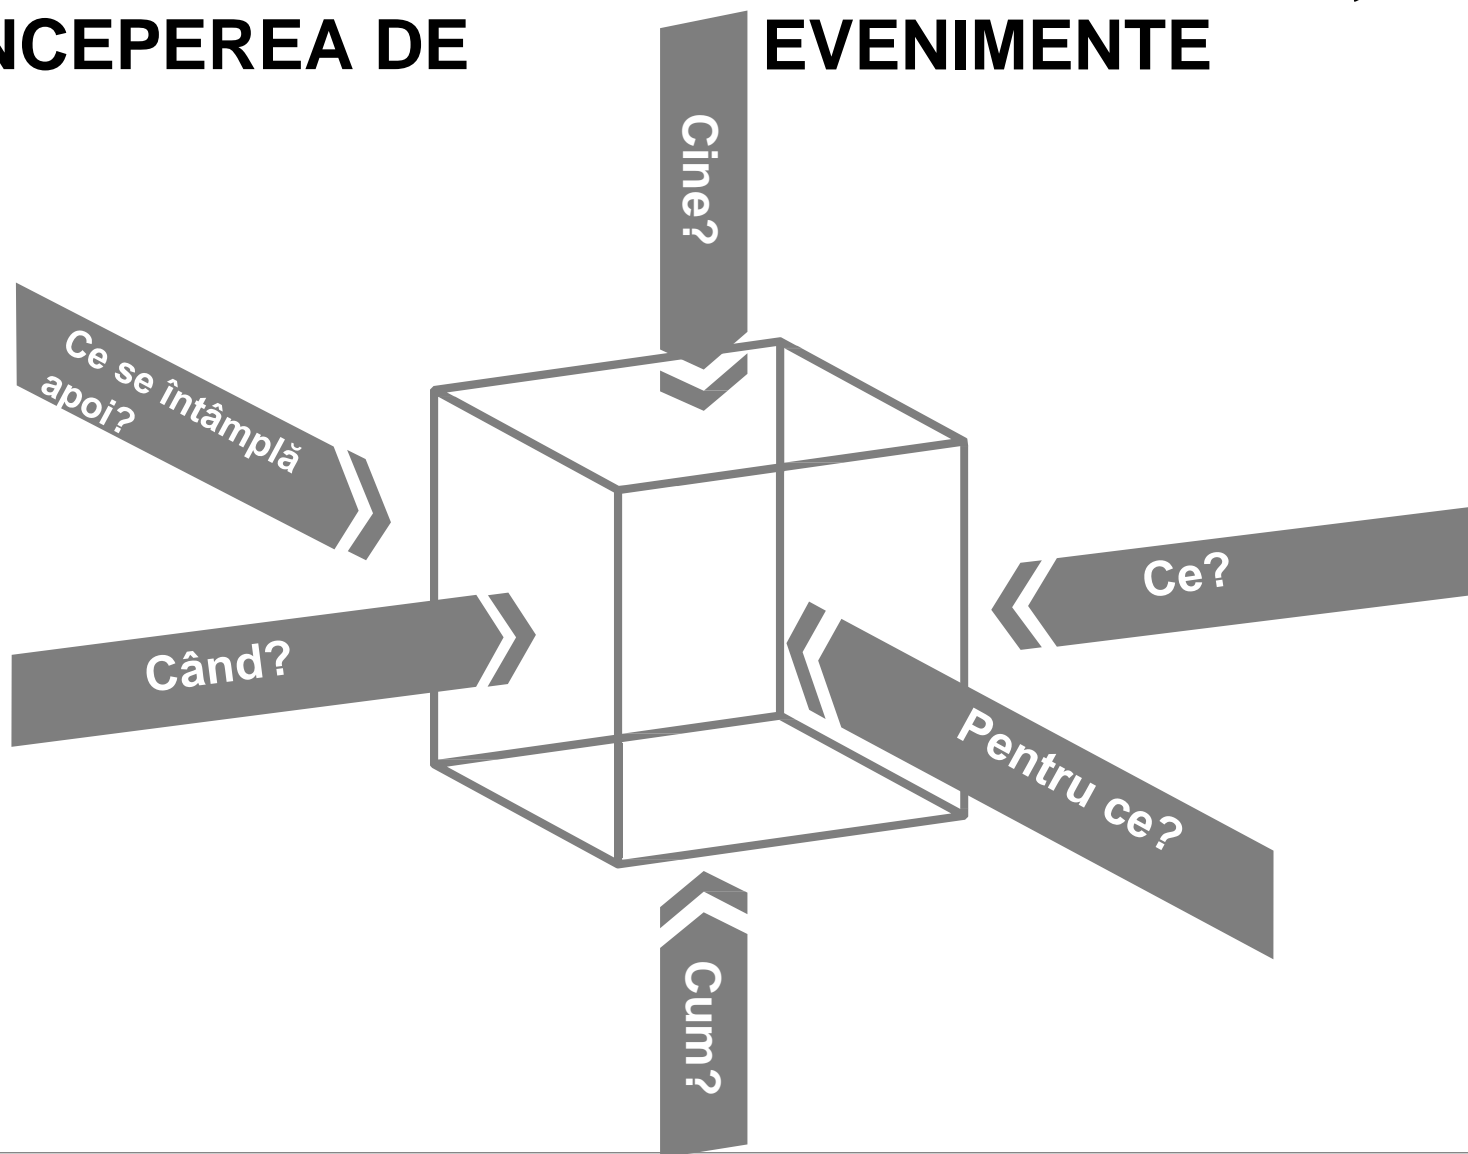 NCEPEREA DE EVENIMENTE
Cine?
Ce se întâmplă
apoi?
Ce?
Când?
Pentru ce?
Cum?